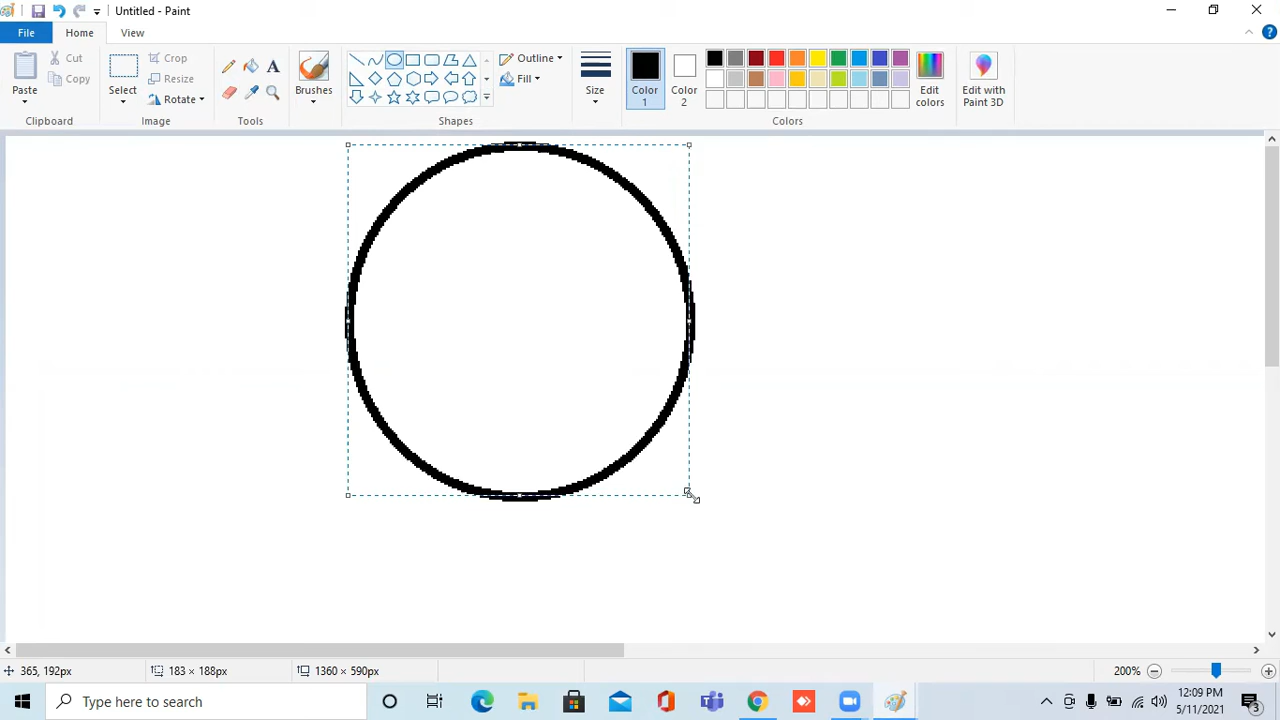 Untitled - Paint
File
Home
View
Paste
Cut
Copy
Clipboard
Select
Crop
Resize
Rotate
Image
A
Tools
Brushes
Outline
Fill
Shapes
Size
Color
1
Color
2
Edit
colors
Edit with
Paint 3D
Colors
365, 192px
183 × 188px
1360 × 590px
200%
Type here to search
12:09 PM
5/11/2021
3